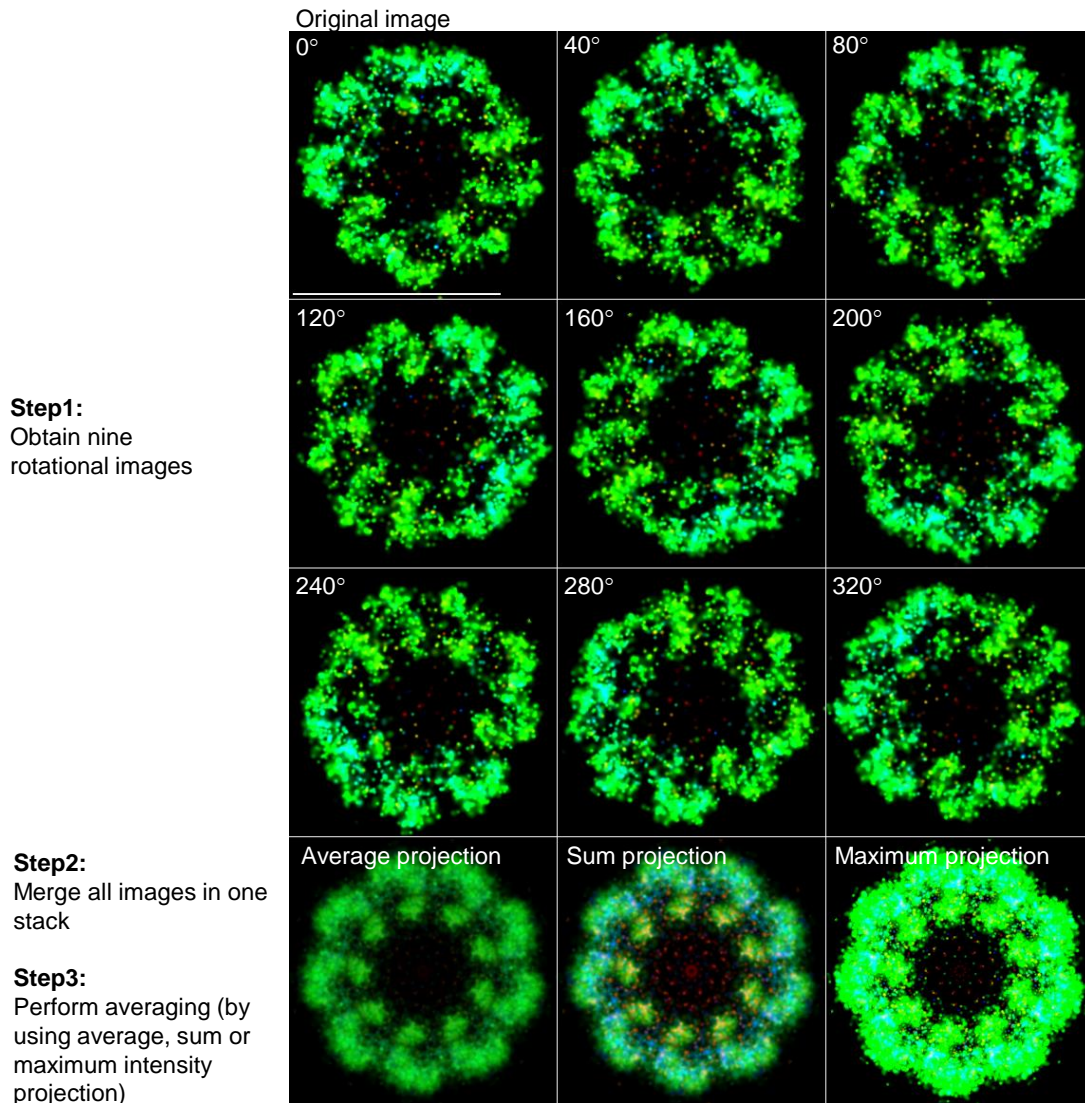 Original image
0°
40°
80°
120°
160°
200°
Step1:
Obtain nine
rotational images
240°
280°
320°
Step2:
Merge all images in one
stack
Step3:
Perform averaging (by
using average, sum or
maximum intensity
projection)
Average projection
Sum projection
Maximum projection